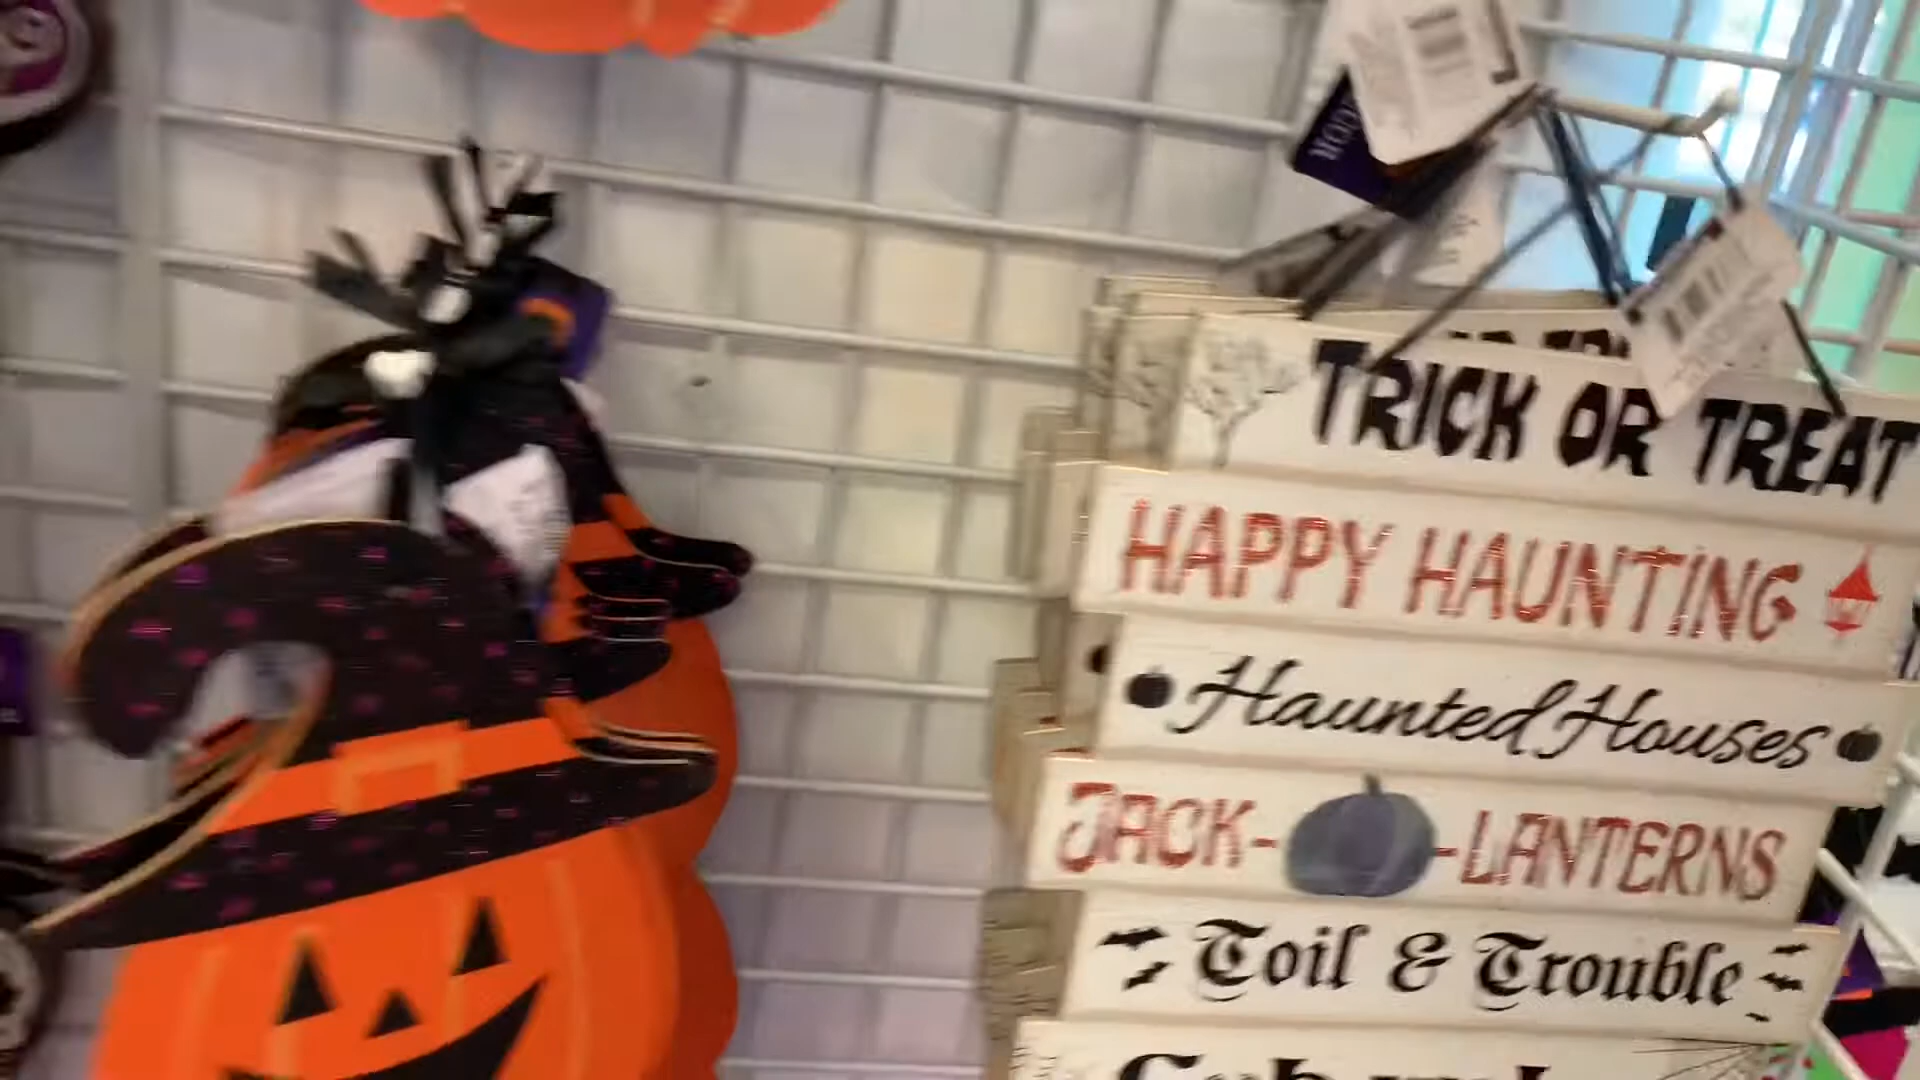 TRICK OR TREAT
HAPPY HAUNTING
Haunted Houses
JACK- -LANTERNS
Toil & Trouble